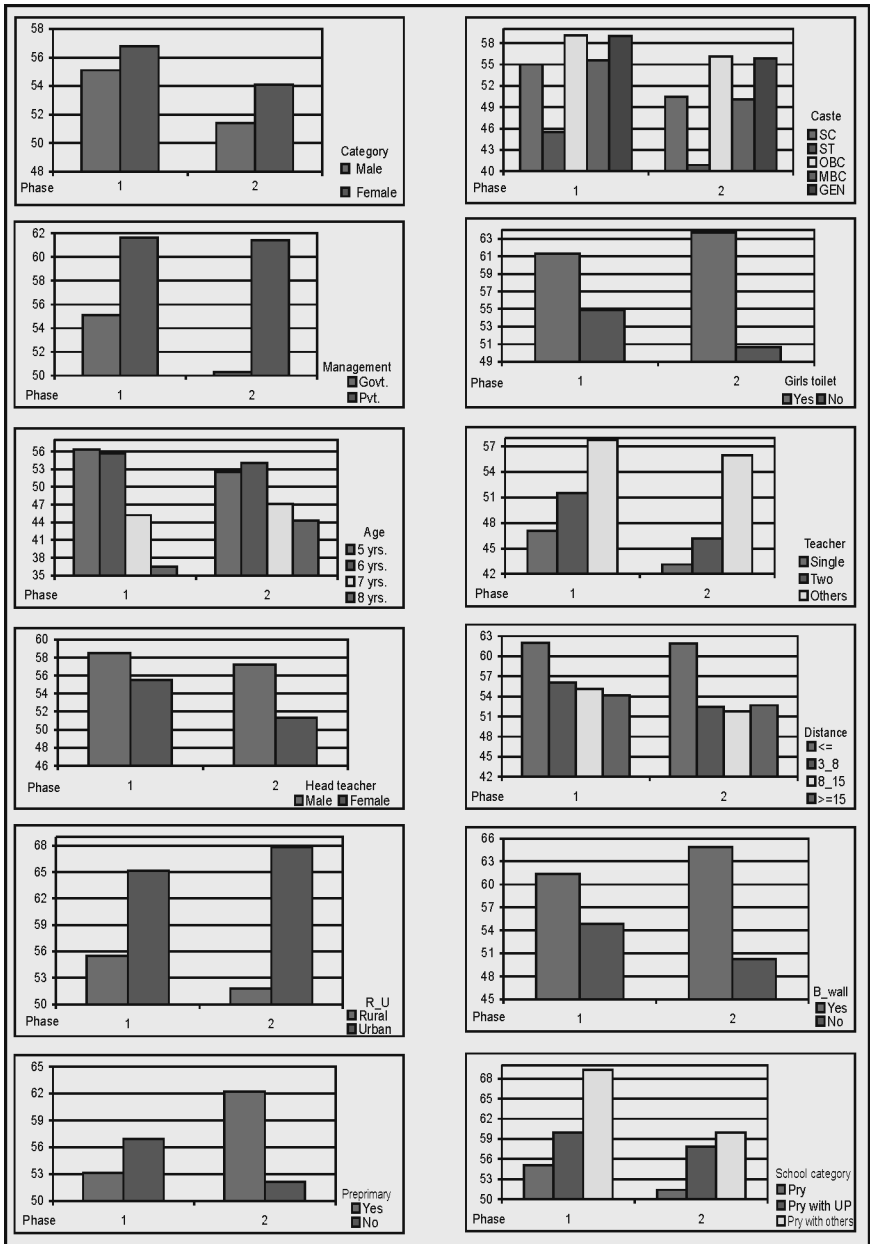 58
56
54
52
50
48
Phase
1
2
Category
Male
Female
58
55
52
49
46
43
40
Phase
1
2
Caste
SC
ST
OBC
MBC
GEN
62
60
58
56
54
52
50
Phase
1
2
Management
Govt.
Pvt.
63
61
59
57
55
53
51
49
Phase
1
2
Girls toilet
Yes No
56
53
50
47
44
41
38
35
Phase
1
2
Age
5 yrs.
6 yrs.
7 yrs.
8 yrs.
57
54
51
48
45
42
Phase
1
2
Teacher
Single
Two
Others
60
58
56
54
52
50
48
46
Phase
1
2
Head teacher
Male Female
63
60
57
54
51
48
45
42
Phase
1
2
Distance
<=
3_8
8_15
>=15
68
65
62
59
56
53
50
Phase
1
2
R_U
Rural
Urban
66
63
60
57
54
51
48
45
Phase
1
2
B_wall
Yes
No
65
62
59
56
53
50
Phase
1
2
Preprimary
Yes
No
68
65
62
59
56
53
50
Phase
1
2
School category
Pry
Pry with UP
Pry with others